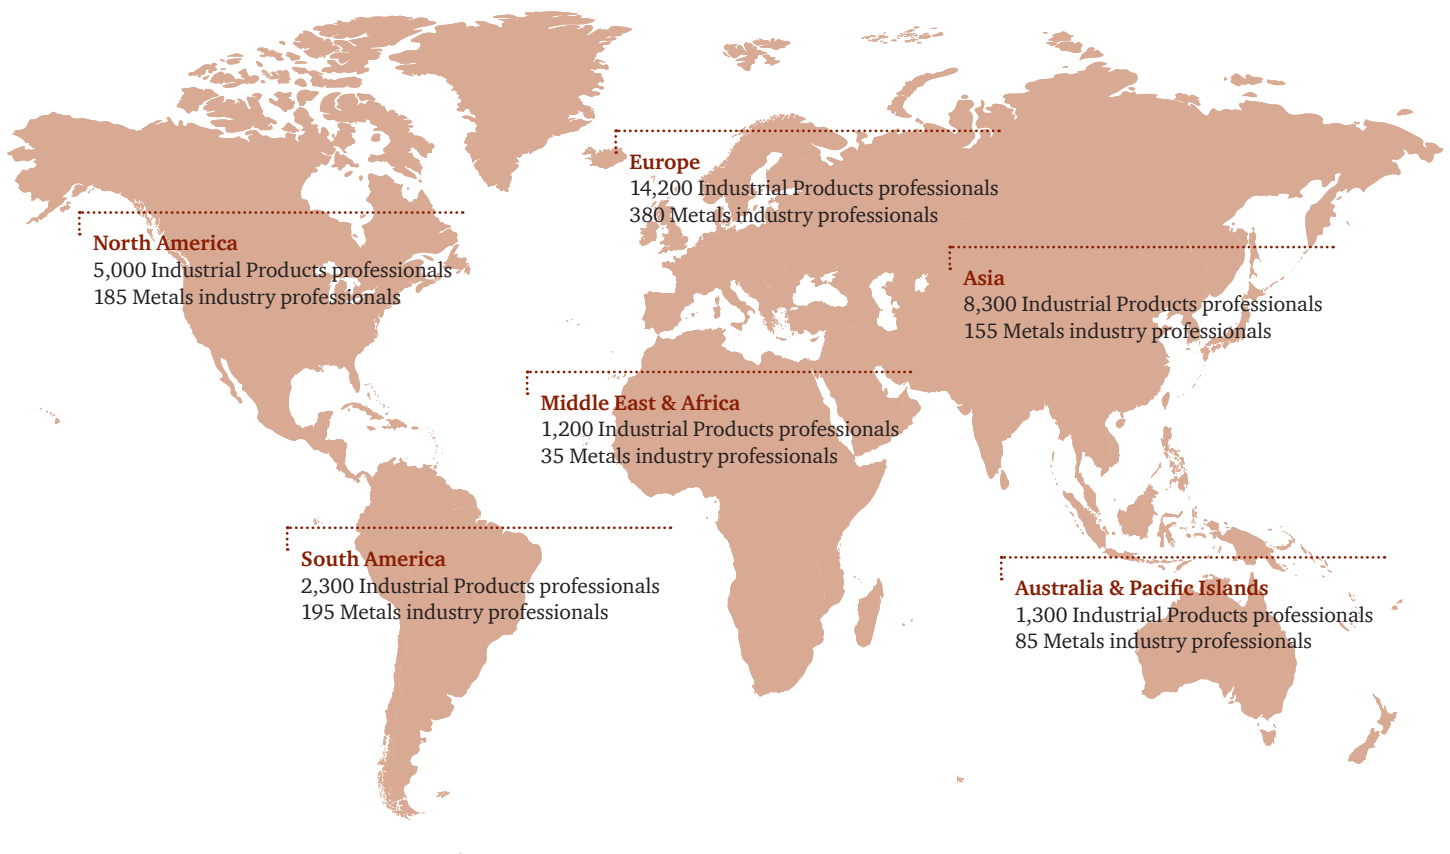 Europe
14,200 Industrial Products professionals
380 Metals industry professionals
North America
5,000 Industrial Products professionals
185 Metals industry professionals
Asia
8,300 Industrial Products professionals
155 Metals industry professionals
Middle East & Africa
1,200 Industrial Products professionals
35 Metals industry professionals
South America
2,300 Industrial Products professionals
195 Metals industry professionals
Australia & Pacific Islands
1,300 Industrial Products professionals
85 Metals industry professionals